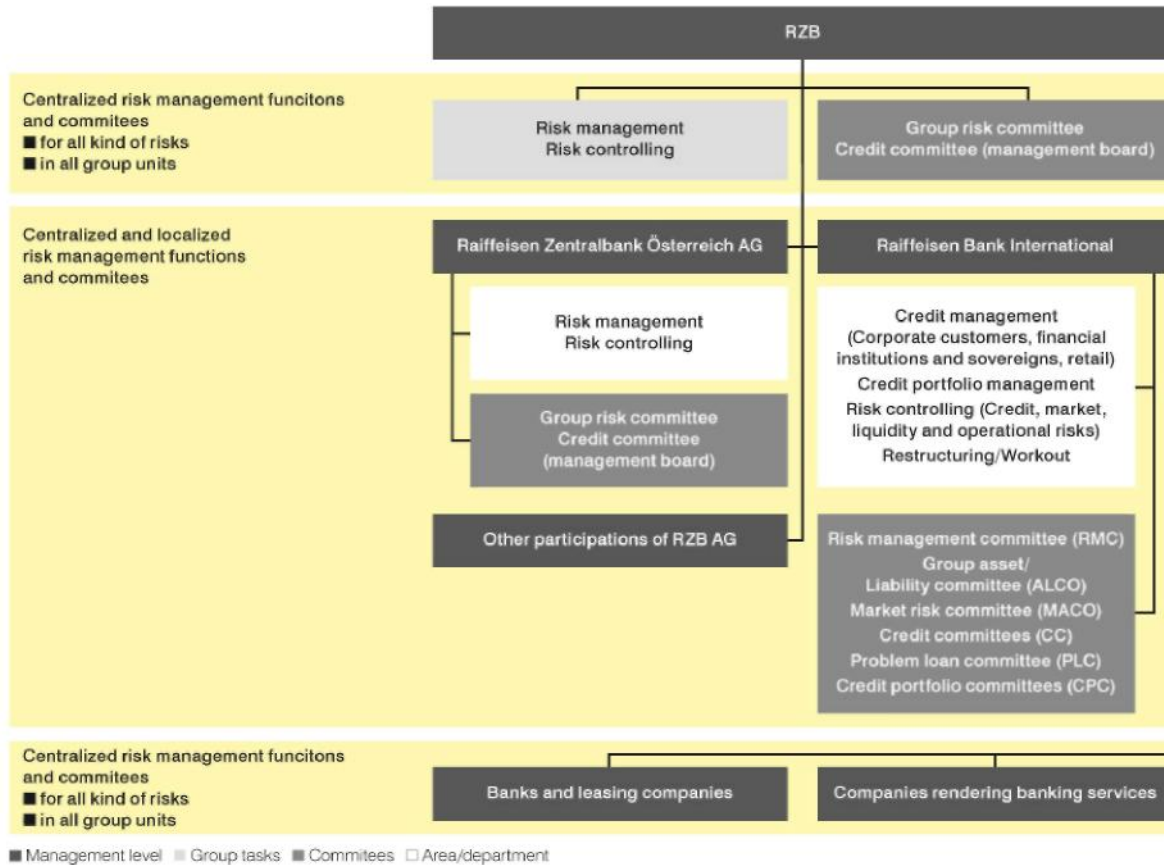 RZB
Centralized risk management funcitons
and commitees
■ for all kind of risks
■ in all group units
Risk management
Risk controlling
Group risk committee
Credit committee (management board)
Centralized and localized
risk management functions
and commitees
Raiffeisen Zentralbank Österreich AG
Raiffeisen Bank International
Risk management
Risk controlling
Group risk committee
Credit committee
(management board)
Other participations of RZB AG
Credit management
(Corporate customers, financial
institutions and sovereigns, retail)
Credit portfolio management
Risk controlling (Credit, market,
liquidity and operational risks)
Restructuring/Workout
Risk management committee (RMC)
Group asset/
Liability committee (ALCO)
Market risk committee (MACO)
Credit committees (CC)
Problem loan committee (PLC)
Credit portfolio committees (CPC)
Centralized risk management funcitons
and commitees
■ for all kind of risks
■ in all group units
Banks and leasing companies
Companies rendering banking services
■ Management level ■ Group tasks ■ Commitees □ Area/department